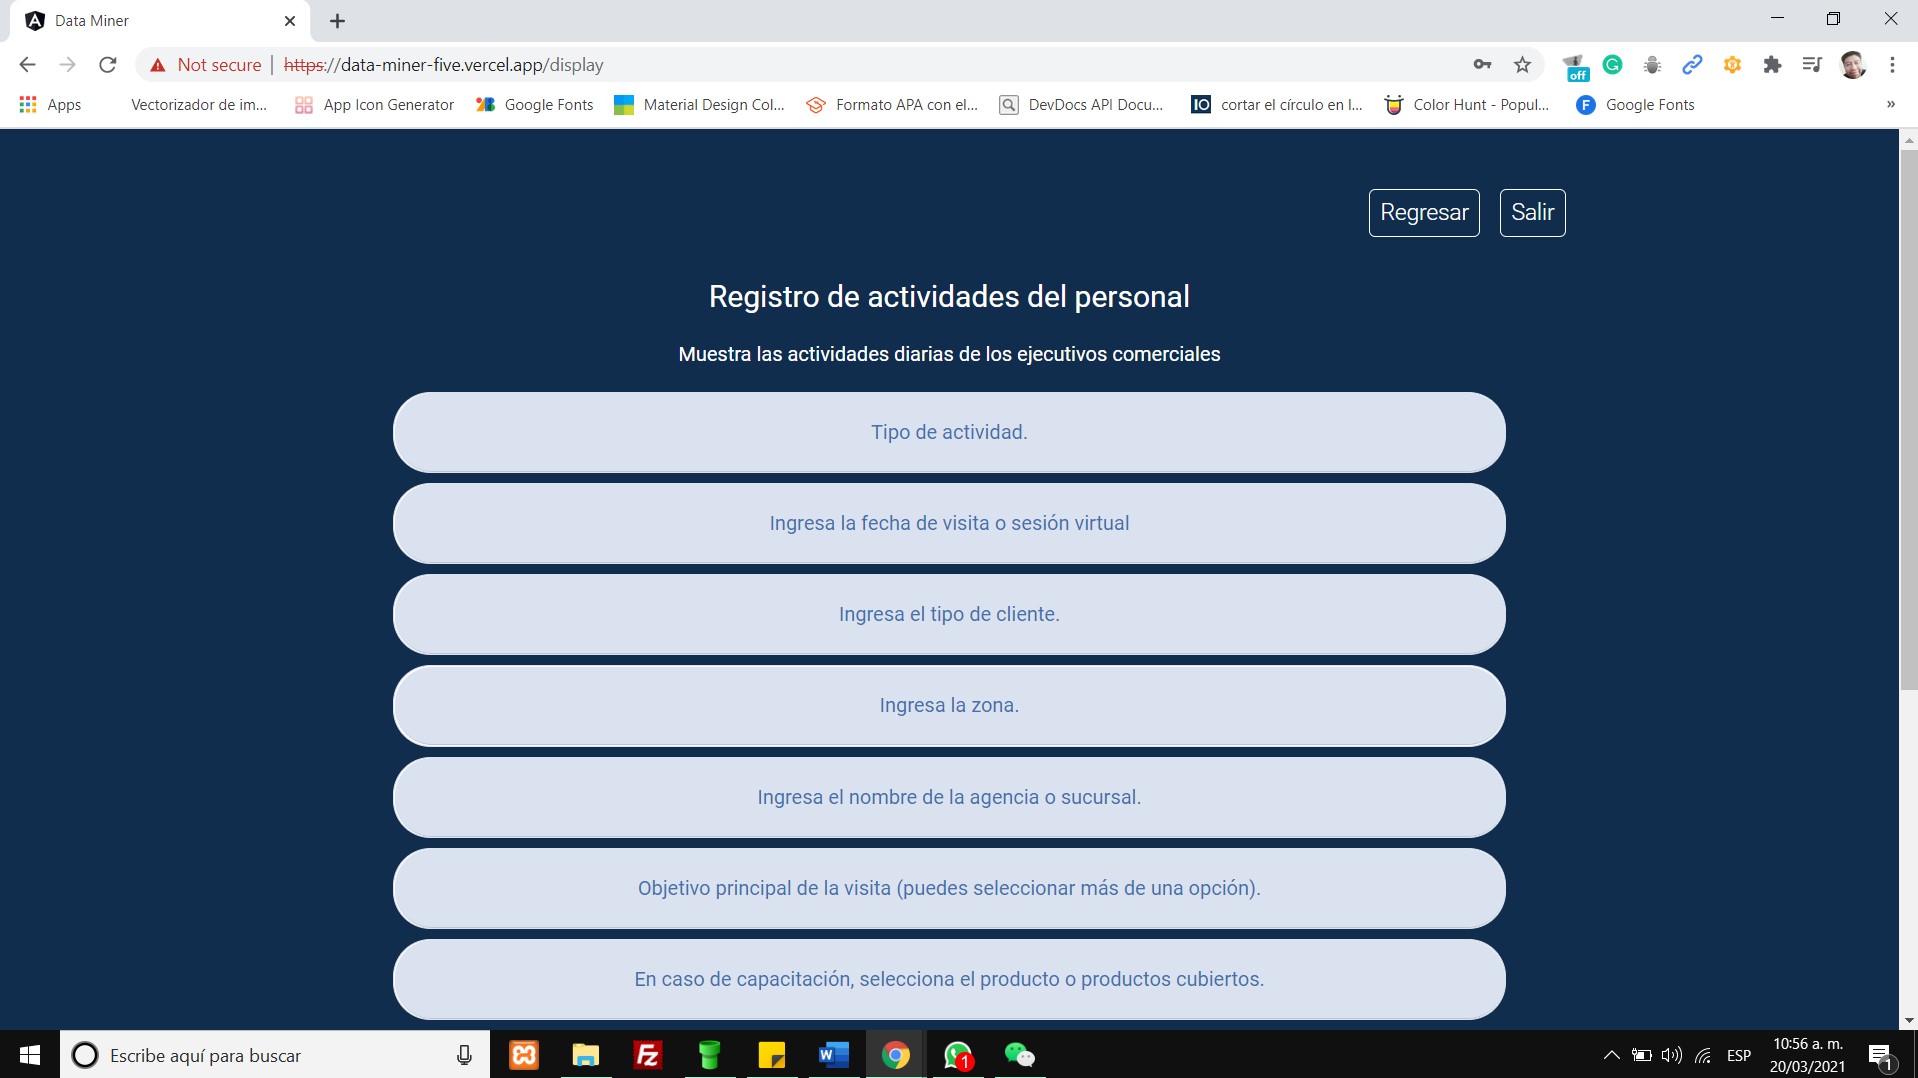 Data Miner
Not secure | https://data-miner-five.vercel.app/display
off
Apps Vectorizador de im... App Icon Generator Google Fonts Material Design Col... Formato APA con el... DevDocs API Docu... IO cortar el círculo en I... Color Hunt - Popul... F Google Fonts »
Regresar Salir
Registro de actividades del personal
Muestra las actividades diarias de los ejecutivos comerciales
Tipo de actividad.
Ingresa la fecha de visita o sesión virtual
Ingresa el tipo de cliente.
Ingresa la zona.
Ingresa el nombre de la agencia o sucursal.
Objetivo principal de la visita (puedes seleccionar más de una opción).
En caso de capacitación, selecciona el producto o productos cubiertos.
Escribe aquí para buscar
1
ESP
10:56 a. m.
20/03/2021
1